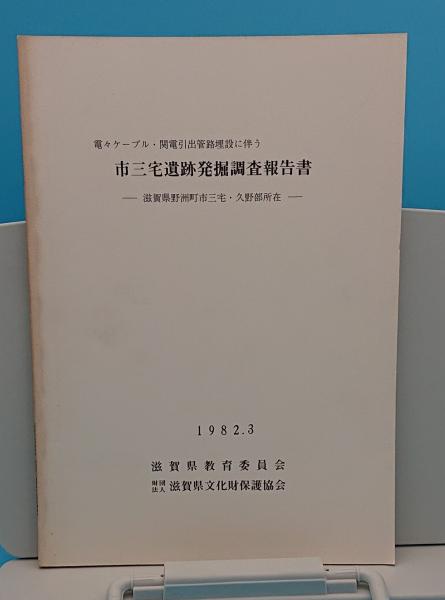 電々ケーブル・関電引出管路埋設に伴う
市三宅遺跡発掘調査報告書
― 滋賀県野洲町市三宅・久野部所在 ―
1982.3
滋賀県教育委員会
財団法人 滋賀県文化財保護協会